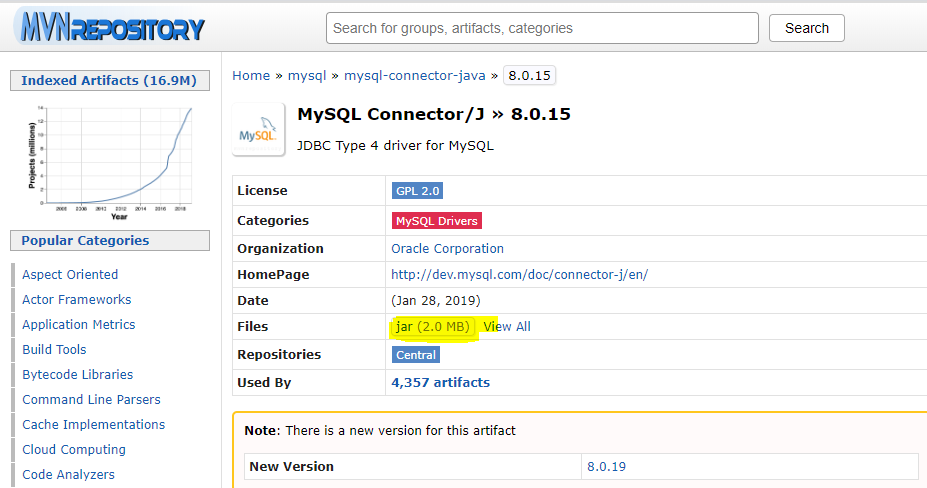 MVNREPOSITORY
Search for groups, artifacts, categories
Search
Indexed Artifacts (16.9M)
Projects (millions)
14
12
10
8
6
4
2
0
2006 2008 2010 2012 2014 2016 2018
Year
Popular Categories
Aspect Oriented
Actor Frameworks
Application Metrics
Build Tools
Bytecode Libraries
Command Line Parsers
Cache Implementations
Cloud Computing
Code Analyzers
Home » mysql » mysql-connector-java » 8.0.15
MySQL
MySQL Connector/J » 8.0.15
JDBC Type 4 driver for MySQL
License GPL 2.0
Categories MySQL Drivers
Organization Oracle Corporation
HomePage http://dev.mysql.com/doc/connector-j/en/
Date (Jan 28, 2019)
Files jar (2.0 MB) View All
Repositories Central
Used By 4,357 artifacts
Note: There is a new version for this artifact
New Version 8.0.19